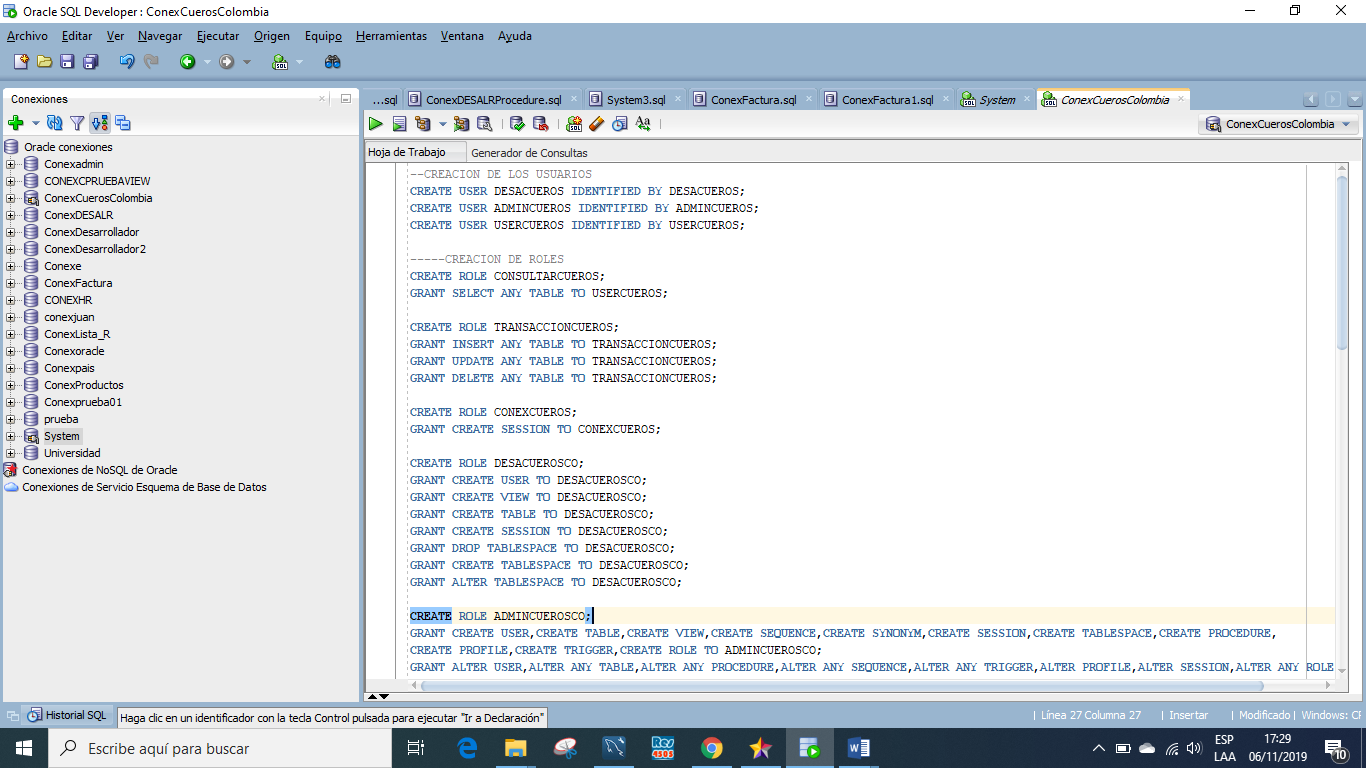 Oracle SQL Developer : ConexCuerosColombia
Archivo Editar Ver Navegar Ejecutar Origen Equipo Herramientas Ventana Ayuda
Conexiones
Oracle conexiones
Conexadmin
CONEXCPRUEBAVIEW
ConexCuerosColombia
ConexDESALR
ConexDesarrollador
ConexDesarrollador2
Conexe
ConexFactura
CONEXHR
conexjuan
ConexLista_R
Conexoracle
Conexpais
ConexProductos
Conexprueba01
prueba
System
Universidad
Conexiones de NoSQL de Oracle
Conexiones de Servicio Esquema de Base de Datos
...sql ConexDESALRProcedure.sql System3.sql ConexFactura.sql ConexFactura1.sql System ConexCuerosColombia
ConexCuerosColombia
Hoja de Trabajo Generador de Consultas
--CREACION DE LOS USUARIOS
CREATE USER DESACUEROS IDENTIFIED BY DESACUEROS;
CREATE USER ADMINCUEROS IDENTIFIED BY ADMINCUEROS;
CREATE USER USERCUEROS IDENTIFIED BY USERCUEROS;
-----CREACION DE ROLES
CREATE ROLE CONSULTARCUEROS;
GRANT SELECT ANY TABLE TO USERCUEROS;
CREATE ROLE TRANSACCIONCUEROS;
GRANT INSERT ANY TABLE TO TRANSACCIONCUEROS;
GRANT UPDATE ANY TABLE TO TRANSACCIONCUEROS;
GRANT DELETE ANY TABLE TO TRANSACCIONCUEROS;
CREATE ROLE CONEXCUEROS;
GRANT CREATE SESSION TO CONEXCUEROS;
CREATE ROLE DESACUEROSCO;
GRANT CREATE USER TO DESACUEROSCO;
GRANT CREATE VIEW TO DESACUEROSCO;
GRANT CREATE TABLE TO DESACUEROSCO;
GRANT CREATE SESSION TO DESACUEROSCO;
GRANT DROP TABLESPACE TO DESACUEROSCO;
GRANT CREATE TABLESPACE TO DESACUEROSCO;
GRANT ALTER TABLESPACE TO DESACUEROSCO;
CREATE ROLE ADMINCUEROSCO;
GRANT CREATE USER,CREATE TABLE,CREATE VIEW,CREATE SEQUENCE,CREATE SYNONYM,CREATE SESSION,CREATE TABLESPACE,CREATE PROCEDURE,
CREATE PROFILE,CREATE TRIGGER,CREATE ROLE TO ADMINCUEROSCO;
GRANT ALTER USER,ALTER ANY TABLE,ALTER ANY PROCEDURE,ALTER ANY SEQUENCE,ALTER ANY TRIGGER,ALTER PROFILE,ALTER SESSION,ALTER ANY ROLE
Historial SQL Haga clic en un identificador con la tecla Control pulsada para ejecutar "Ir a Declaración" | Línea 27 Columna 27 | Insertar | Modificado | Windows: CR
Escribe aquí para buscar
ESP
LAA
17:29
06/11/2019
10